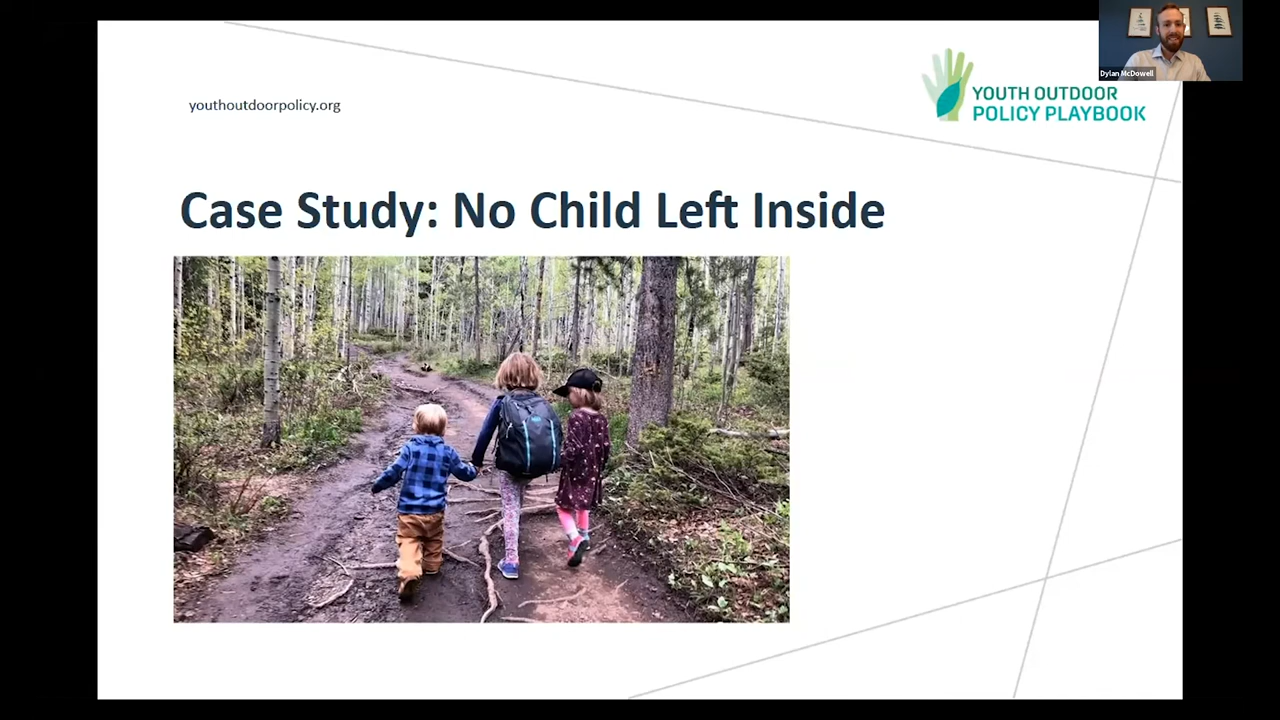 Dylan McDowell
youthoutdoorpolicy.org
YOUTH OUTDOOR
POLICY PLAYBOOK
Case Study: No Child Left Inside